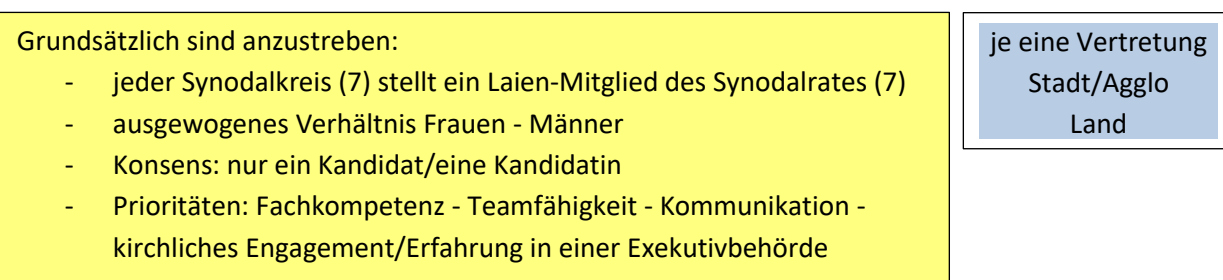 Grundsätzlich sind anzustreben:
- jeder Synodalkreis (7) stellt ein Laien-Mitglied des Synodalrates (7)
- ausgewogenes Verhältnis Frauen - Männer
- Konsens: nur ein Kandidat/eine Kandidatin
- Prioritäten: Fachkompetenz - Teamfähigkeit - Kommunikation -
kirchliches Engagement/Erfahrung in einer Exekutivbehörde
je eine Vertretung
Stadt/Agglo
Land